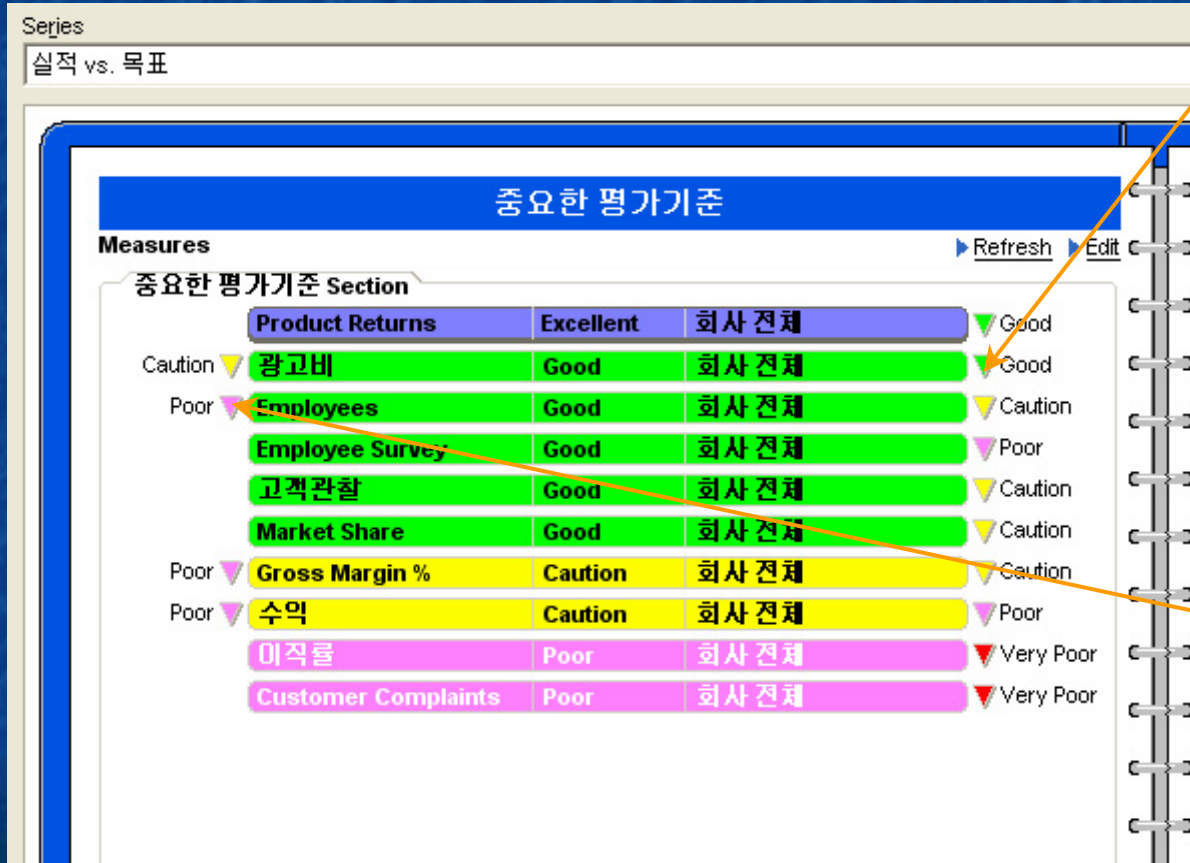 Series
실적 vs. 목표
중요한 평가기준
Measures Refresh Edit
중요한 평가기준 Section
Product Returns Excellent 회사 전체 Good
Caution 광고비 Good 회사 전체 Good
Poor Employees Good 회사 전체 Caution
Employee Survey Good 회사 전체 Poor
고객관찰 Good 회사 전체 Caution
Market Share Good 회사 전체 Caution
Poor Gross Margin % Caution 회사 전체 Caution
Poor 수익 Caution 회사 전체 Poor
이직률 Poor 회사 전체 Very Poor
Customer Complaints Poor 회사 전체 Very Poor